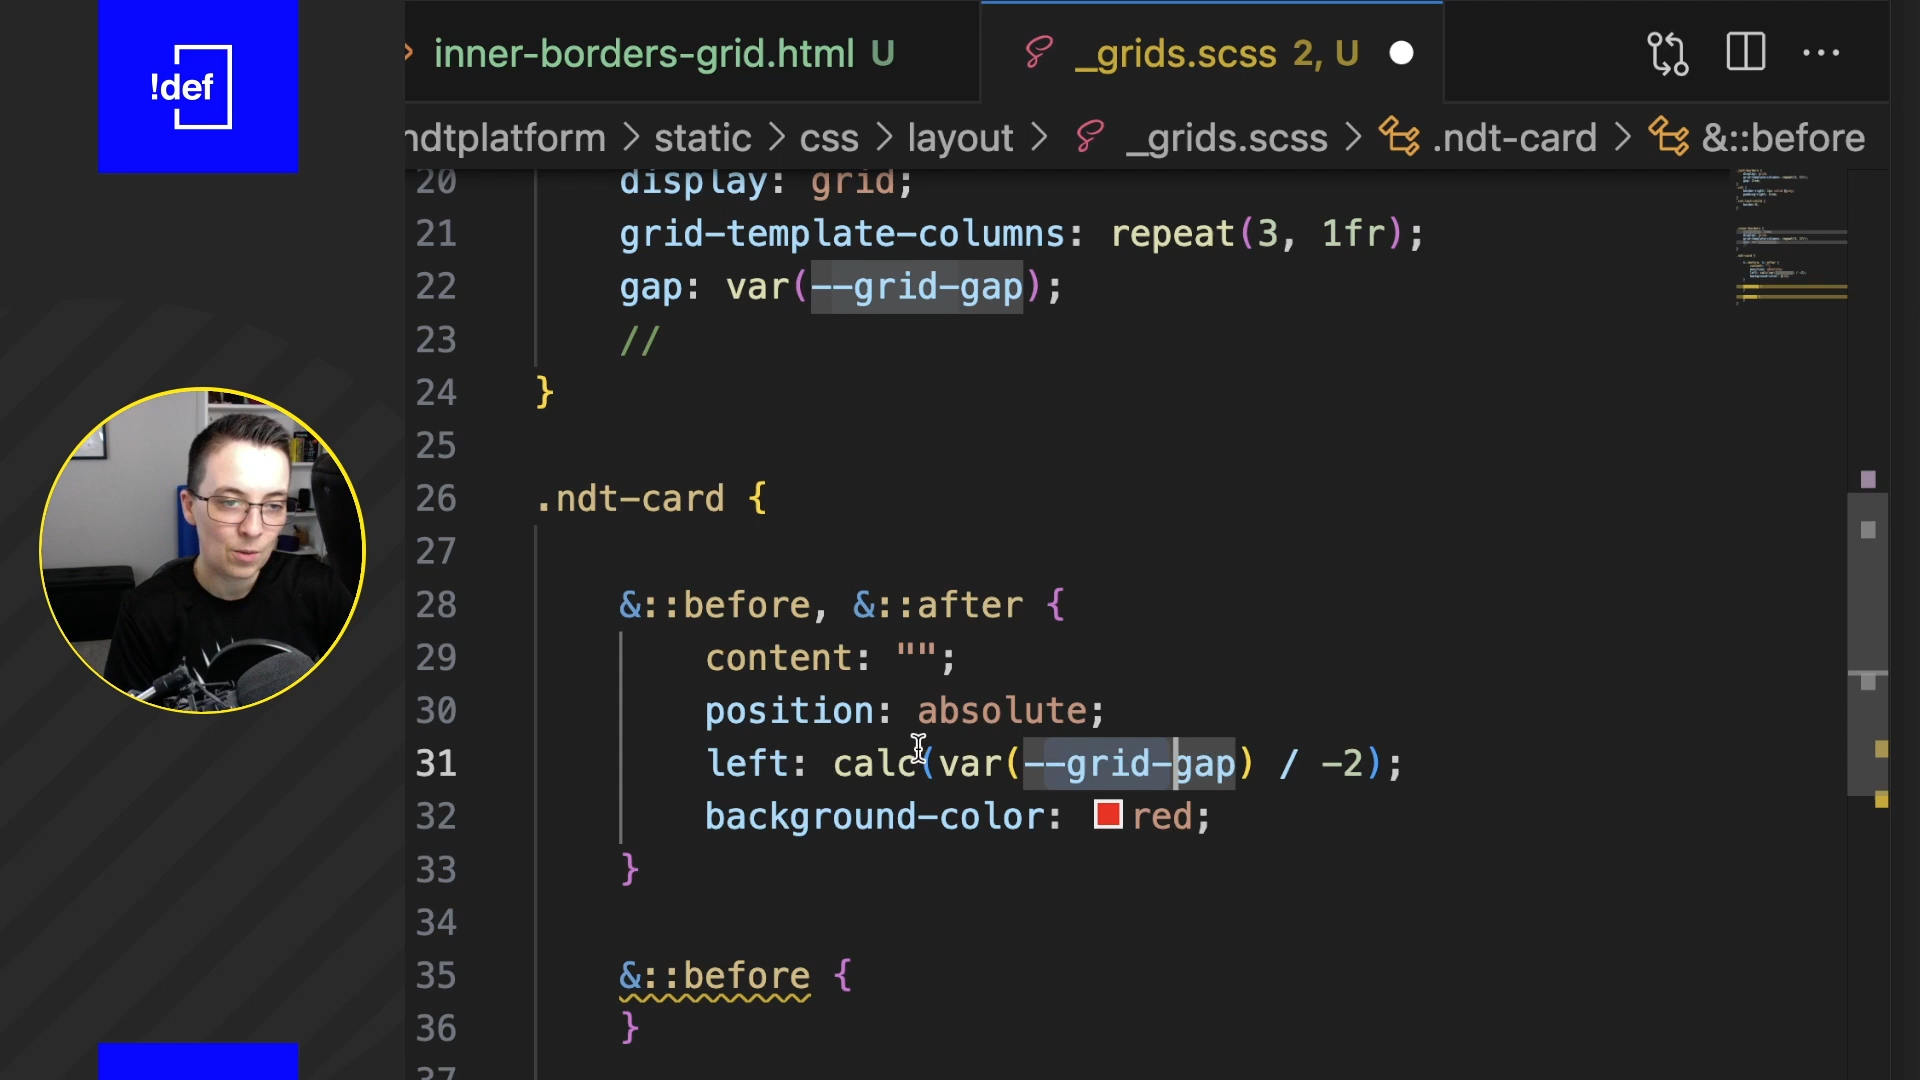 !def
inner-borders-grid.html U
_grids.scss 2, U
ndtplatform > static > css > layout > _grids.scss > .ndt-card > &::before
20 display: grid;
21 grid-template-columns: repeat(3, 1fr);
22 gap: var(--grid-gap);
23 //
24 }
25
26 .ndt-card {
27
28 &::before, &::after {
29 content: "";
30 position: absolute;
31 left: calc(var(--grid-gap) / -2);
32 background-color: red;
33 }
34
35 &::before {
36 }
37